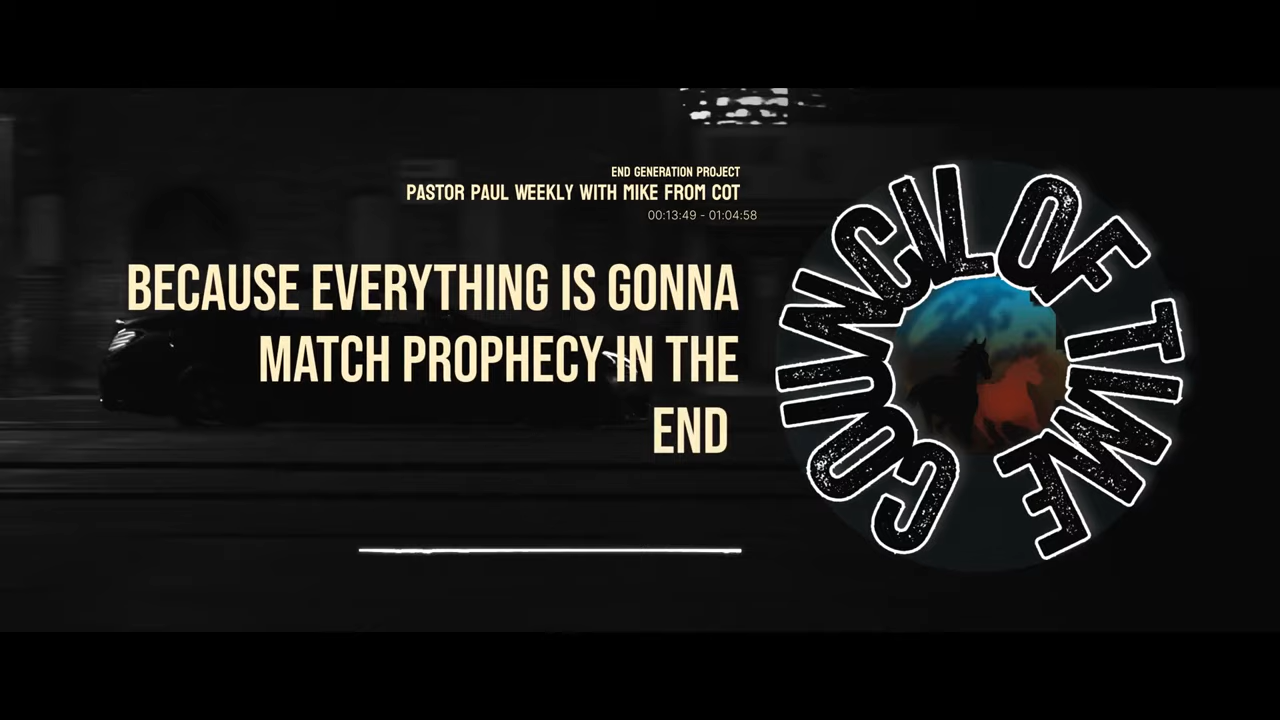 END GENERATION PROJECT
PASTOR PAUL WEEKLY WITH MIKE FROM COT
00:13:49 - 01:04:58
BECAUSE EVERYTHING IS GONNA
MATCH PROPHECY IN THE
END
COUNCIL OF TIME